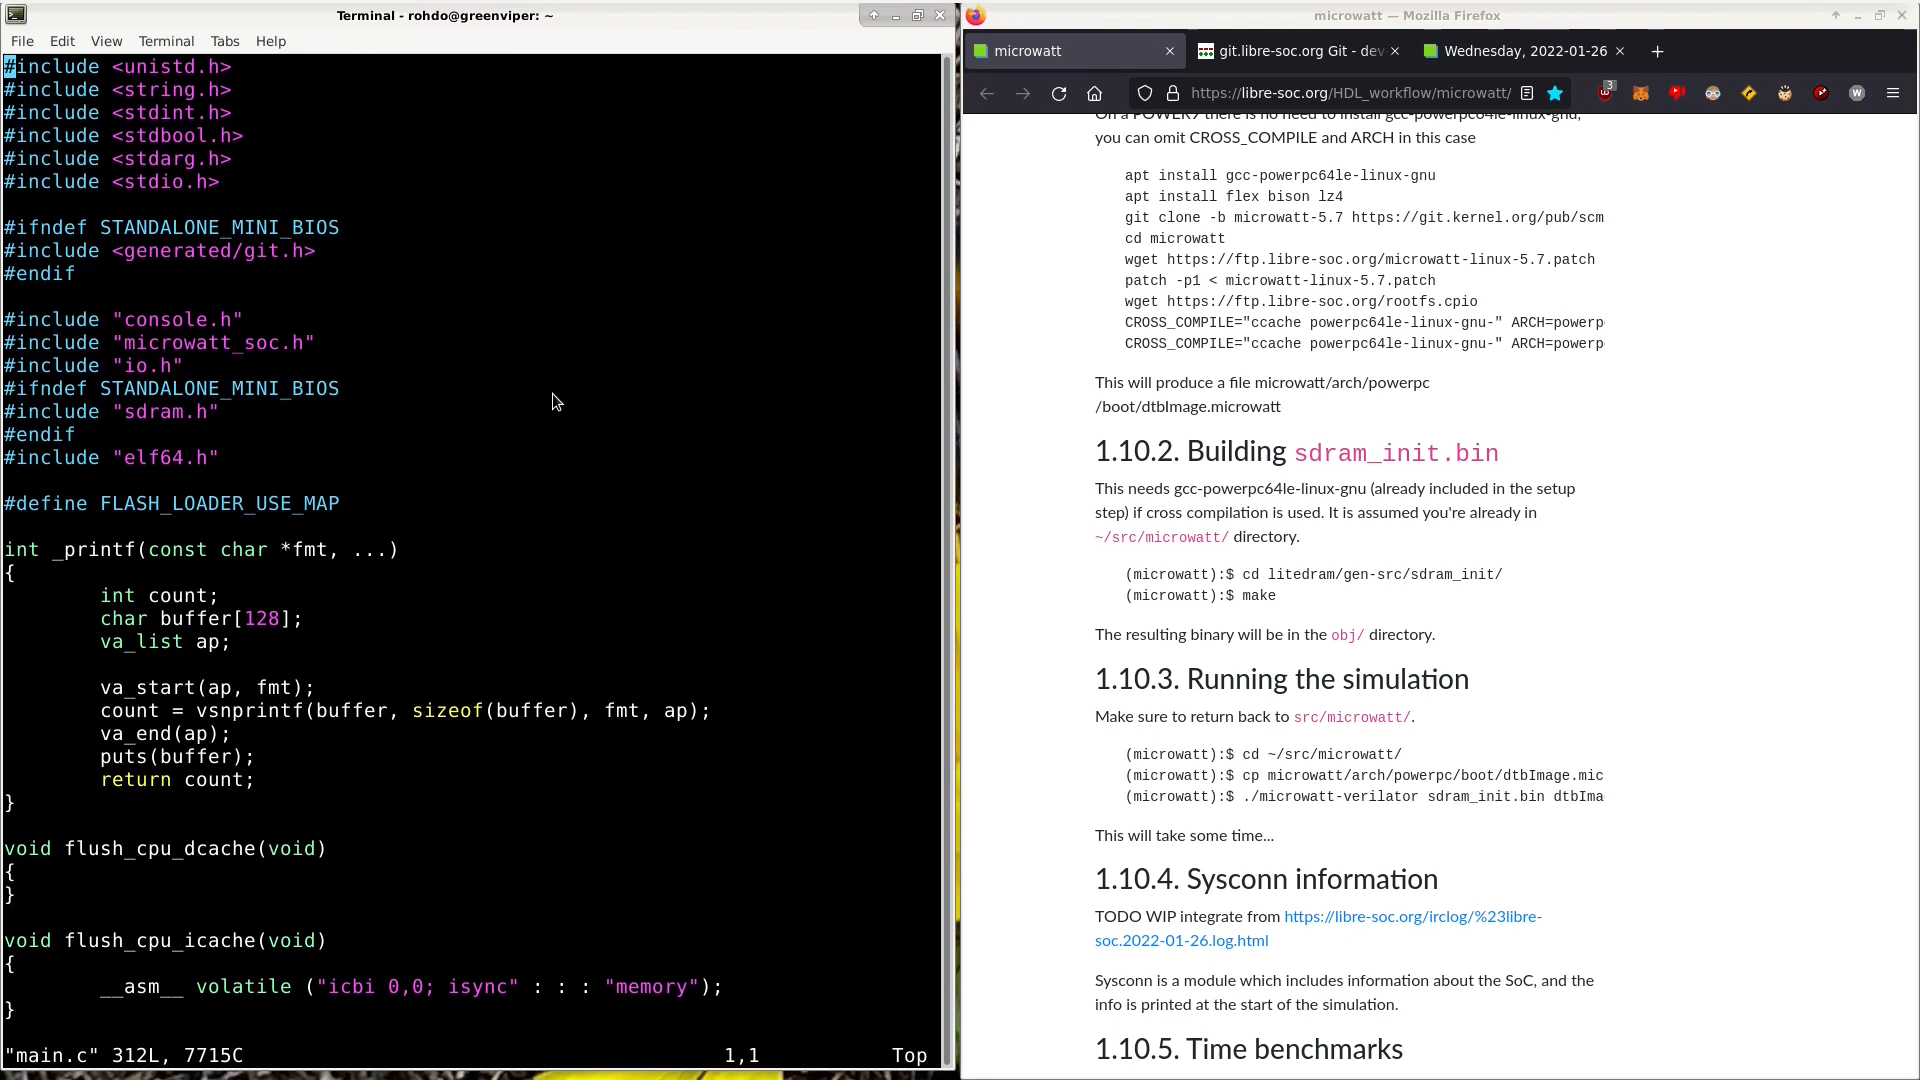 Terminal - rohdo@greenviper: ~
File Edit View Terminal Tabs Help
#include <unistd.h>
#include <string.h>
#include <stdint.h>
#include <stdbool.h>
#include <stdarg.h>
#include <stdio.h>
#ifndef STANDALONE_MINI_BIOS
#include <generated/git.h>
#endif
#include "console.h"
#include "microwatt_soc.h"
#include "io.h"
#ifndef STANDALONE_MINI_BIOS
#include "sdram.h"
#endif
#include "elf64.h"
#define FLASH_LOADER_USE_MAP
int _printf(const char *fmt, ...)
{
int count;
char buffer[128];
va_list ap;
va_start(ap, fmt);
count = vsnprintf(buffer, sizeof(buffer), fmt, ap);
va_end(ap);
puts(buffer);
return count;
}
void flush_cpu_dcache(void)
{
}
void flush_cpu_icache(void)
{
__asm__ volatile ("icbi 0,0; isync" : : : "memory");
}
"main.c" 312L, 7715C 1,1 Top
microwatt — Mozilla Firefox
microwatt
git.libre-soc.org Git - dev
Wednesday, 2022-01-26
https://libre-soc.org/HDL_workflow/microwatt/
3
W
On a POWER9 there is no need to install gcc-powerpc64le-linux-gnu,
you can omit CROSS_COMPILE and ARCH in this case
apt install gcc-powerpc64le-linux-gnu
apt install flex bison lz4
git clone -b microwatt-5.7 https://git.kernel.org/pub/scm
cd microwatt
wget https://ftp.libre-soc.org/microwatt-linux-5.7.patch
patch -p1 < microwatt-linux-5.7.patch
wget https://ftp.libre-soc.org/rootfs.cpio
CROSS_COMPILE="ccache powerpc64le-linux-gnu-" ARCH=powerp
CROSS_COMPILE="ccache powerpc64le-linux-gnu-" ARCH=powerp
This will produce a file microwatt/arch/powerpc
/boot/dtbImage.microwatt
1.10.2. Building sdram_init.bin
This needs gcc-powerpc64le-linux-gnu (already included in the setup
step) if cross compilation is used. It is assumed you're already in
~/src/microwatt/ directory.
(microwatt):$ cd litedram/gen-src/sdram_init/
(microwatt):$ make
The resulting binary will be in the obj/ directory.
1.10.3. Running the simulation
Make sure to return back to src/microwatt/.
(microwatt):$ cd ~/src/microwatt/
(microwatt):$ cp microwatt/arch/powerpc/boot/dtbImage.mic
(microwatt):$ ./microwatt-verilator sdram_init.bin dtbIma
This will take some time...
1.10.4. Sysconn information
TODO WIP integrate from https://libre-soc.org/irclog/%23libre-
soc.2022-01-26.log.html
Sysconn is a module which includes information about the SoC, and the
info is printed at the start of the simulation.
1.10.5. Time benchmarks